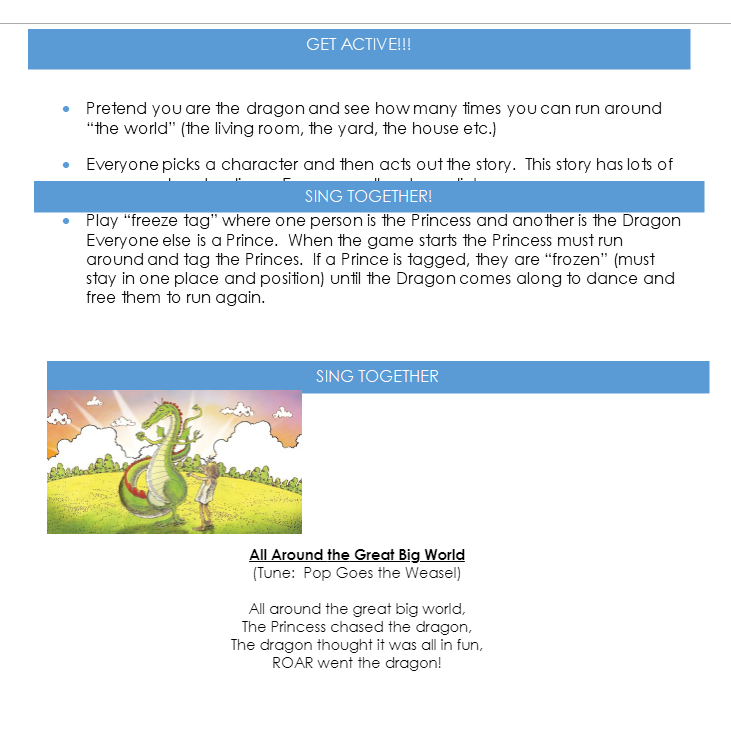 GET ACTIVE!!!
• Pretend you are the dragon and see how many times you can run around
“the world” (the living room, the yard, the house etc.)
• Everyone picks a character and then acts out the story.  This story has lots of
SING TOGETHER!
• Play “freeze tag” where one person is the Princess and another is the Dragon
Everyone else is a Prince.  When the game starts the Princess must run
around and tag the Princes.  If a Prince is tagged, they are “frozen” (must
stay in one place and position) until the Dragon comes along to dance and
free them to run again.
SING TOGETHER
All Around the Great Big World
(Tune:  Pop Goes the Weasel)
All around the great big world,
The Princess chased the dragon,
The dragon thought it was all in fun,
ROAR went the dragon!